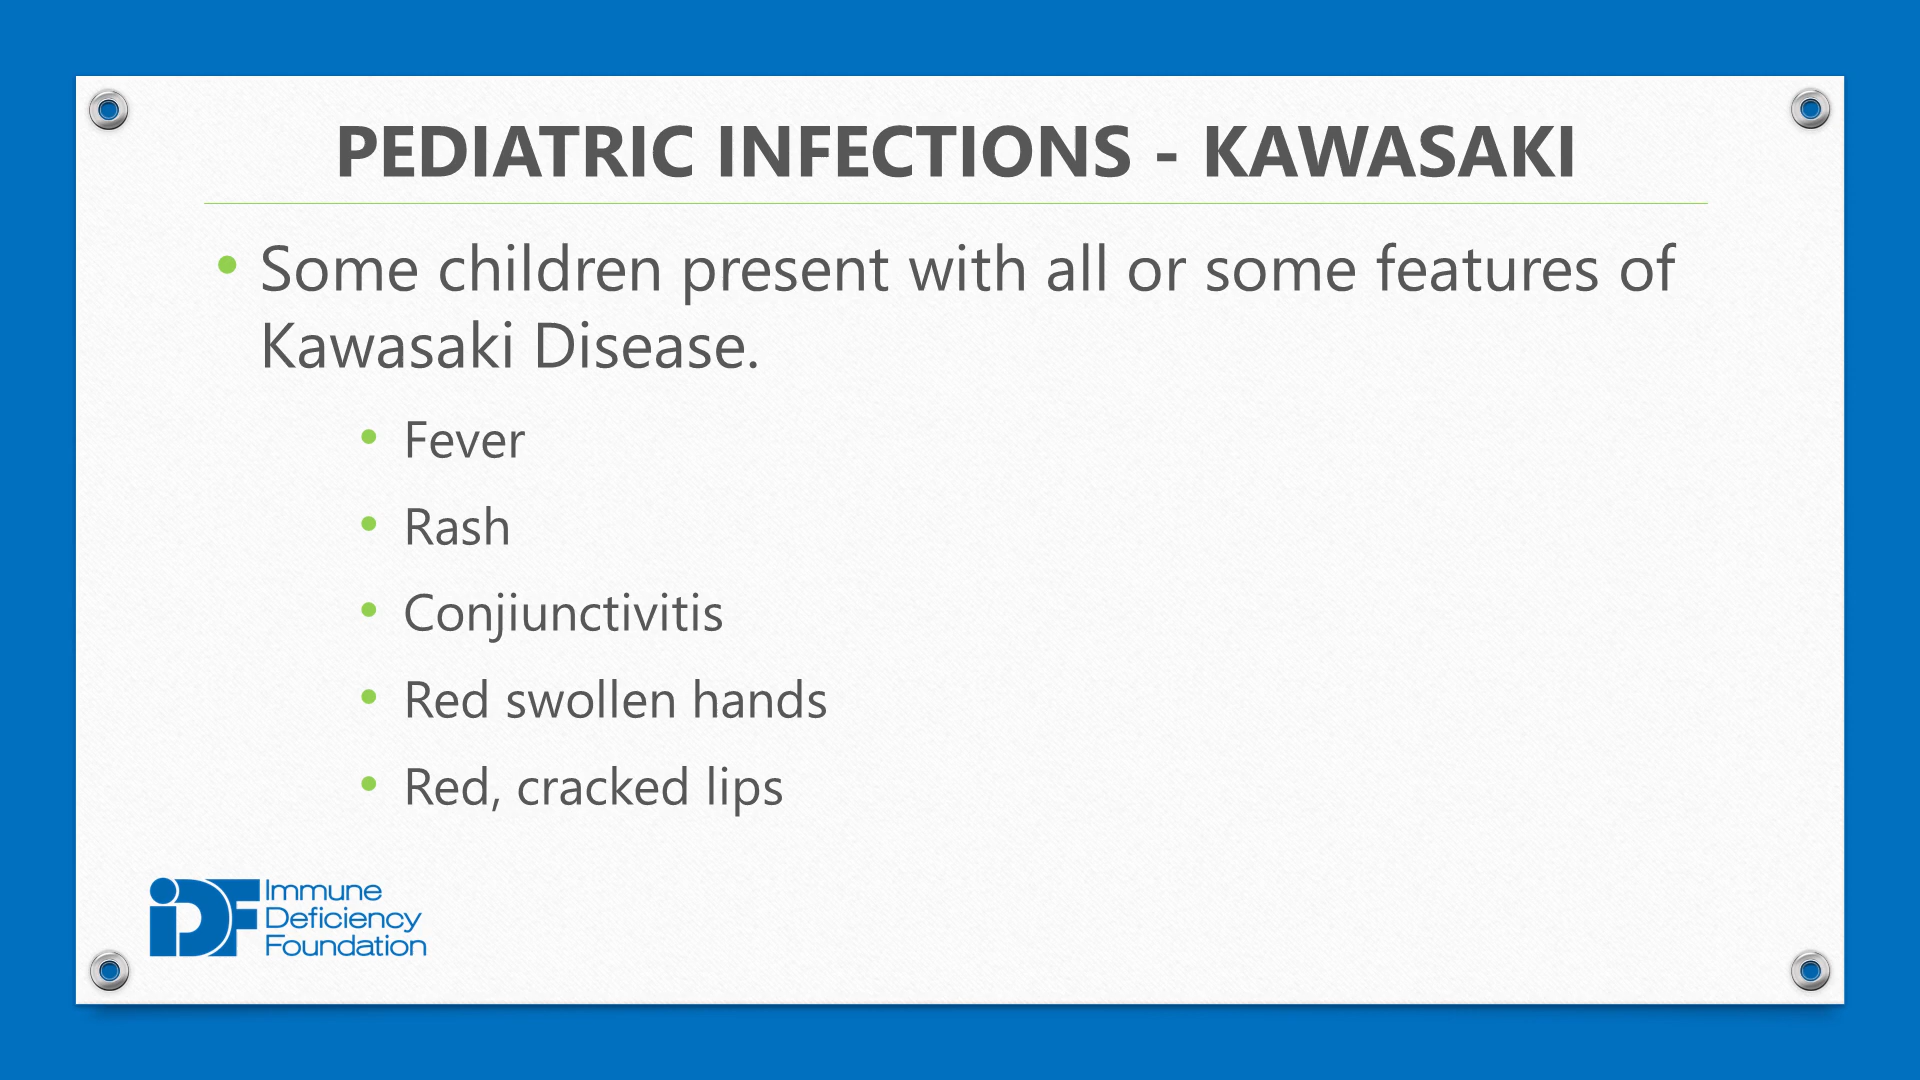 PEDIATRIC INFECTIONS - KAWASAKI
• Some children present with all or some features of
Kawasaki Disease.
• Fever
• Rash
• Conjiunctivitis
• Red swollen hands
• Red, cracked lips
iDF Immune
Deficiency
Foundation